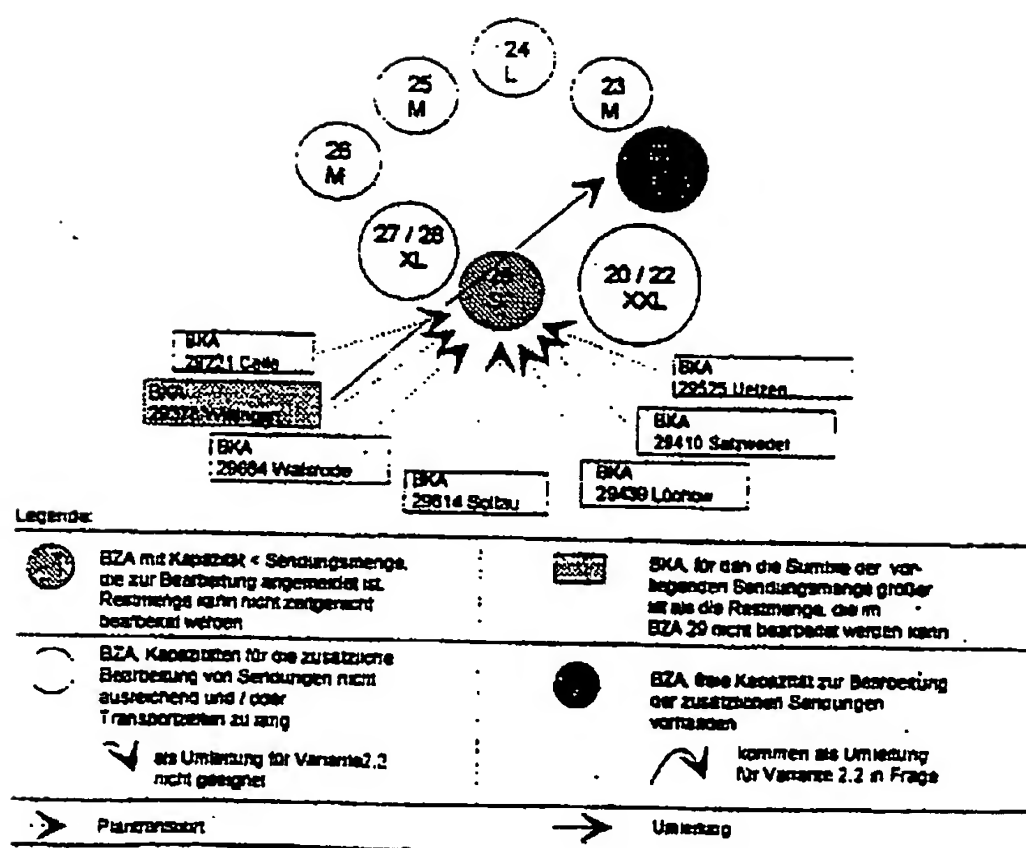 24
L
25
M
23
M
26
M
27 / 28
XL
20 / 22
XXL
BKA
29221 Celle
BKA
BKA
29525 Uelzen
BKA
29410 Salzwedel
BKA
29664 Walsrode
BKA
29614 Soltau
BKA
29439 Lüchow
Legende:
BZA mit Kapazität < Sendungsmenge,
die zur Bearbeitung angemeldet ist.
Restmenge kann nicht zeitgerecht
bearbeitet werden
BKA, für den die Summe der vor-
liegenden Sendungsmenge größer
ist als die Restmenge, die im
BZA 29 nicht bearbeitet werden kann
BZA, Kapazitäten für die zusätzliche
Bearbeitung von Sendungen nicht
ausreichend und / oder
Transportzeiten zu lang
BZA, freie Kapazität zur Bearbeitung
der zusätzlichen Sendungen
vorhanden
als Umleitung für Variante2.2
nicht geeignet
kommen als Umleitung
für Variante 2.2 in Frage
Plantransport
Umleitung